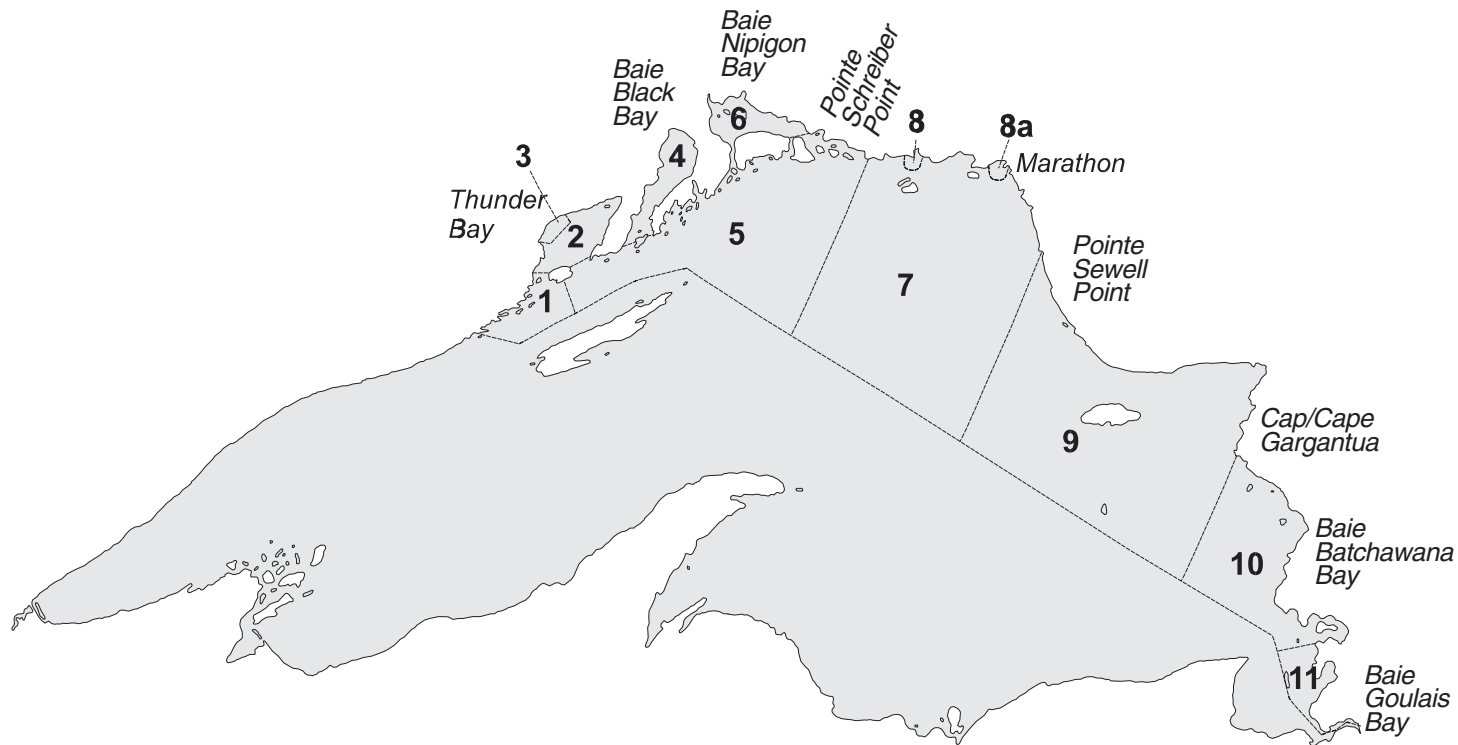 Baie
Nipigon
Bay
Pointe
Schreiber
Point
Baie
Black
Bay
8
8a
6
3
4
Marathon
Thunder
Bay
2
5
Pointe
Sewell
Point
1
7
Cap/Cape
Gargantua
9
Baie
Batchawana
Bay
10
11
Baie
Goulais
Bay